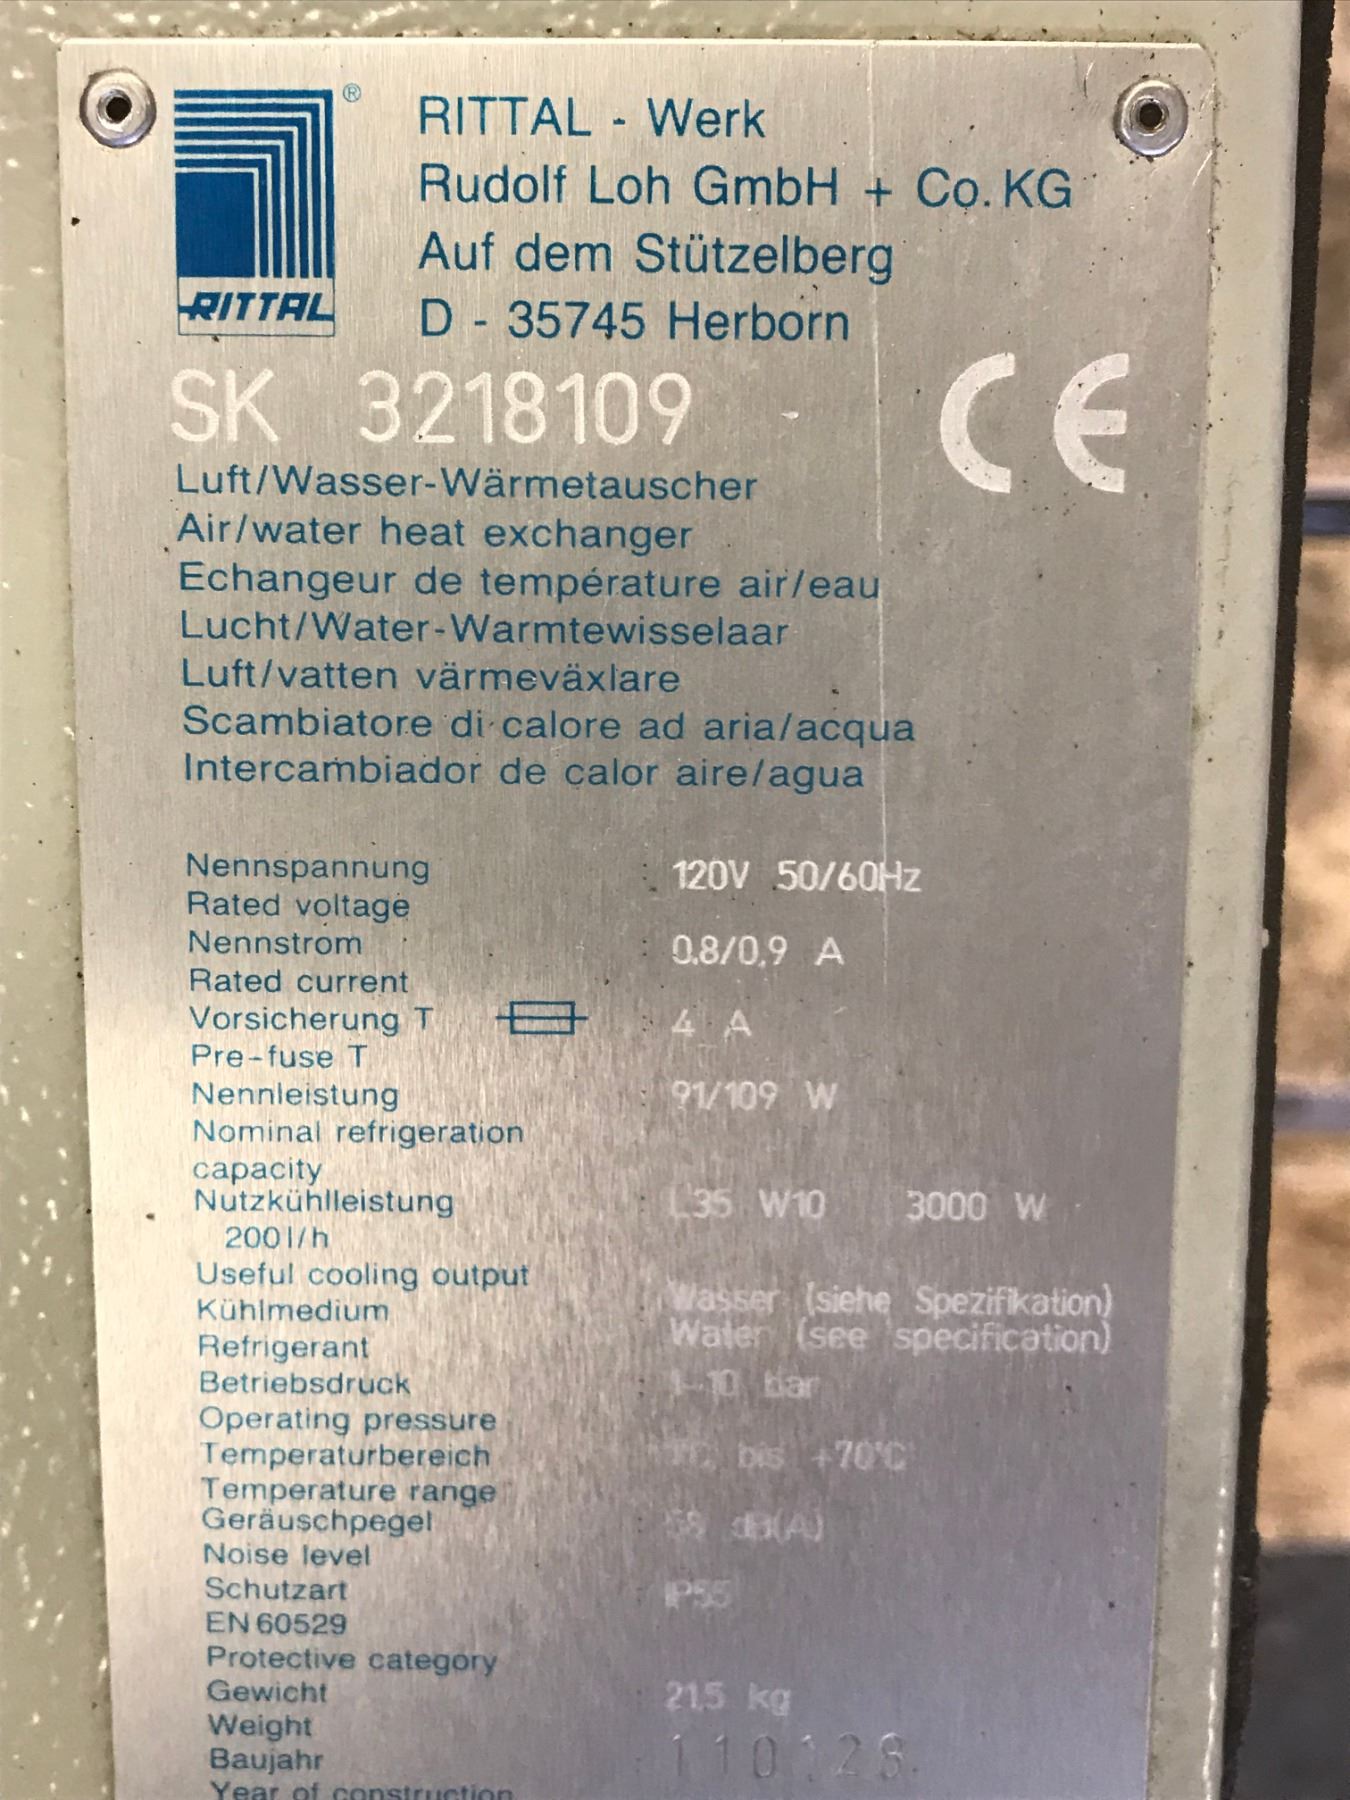 RITTAL ®
RITTAL - Werk
Rudolf Loh GmbH + Co. KG
Auf dem Stützelberg
D - 35745 Herborn
SK 3218109
CE
Luft/Wasser-Wärmetauscher
Air/water heat exchanger
Echangeur de température air/eau
Lucht/Water-Warmtewisselaar
Luft/vatten värmeväxlare
Scambiatore di calore ad aria/acqua
Intercambiador de calor aire/agua
Nennspannung : 120V 50/60Hz
Rated voltage
Nennstrom : 0.8/0.9 A
Rated current
Vorsicherung T : 4 A
Pre-fuse T
Nennleistung : 91/109 W
Nominal refrigeration
capacity
Nutzkühlleistung : L35 W10 3000 W
200 l/h
Useful cooling output
Kühlmedium : Wasser (siehe Spezifikation)
Refrigerant Water (see specification)
Betriebsdruck : 1-10 bar
Operating pressure
Temperaturbereich : bis +70°C
Temperature range
Geräuschpegel : dB(A)
Noise level
Schutzart : IP55
EN 60529
Protective category
Gewicht : 21.5 kg
Weight
Baujahr : 110128
Year of construction